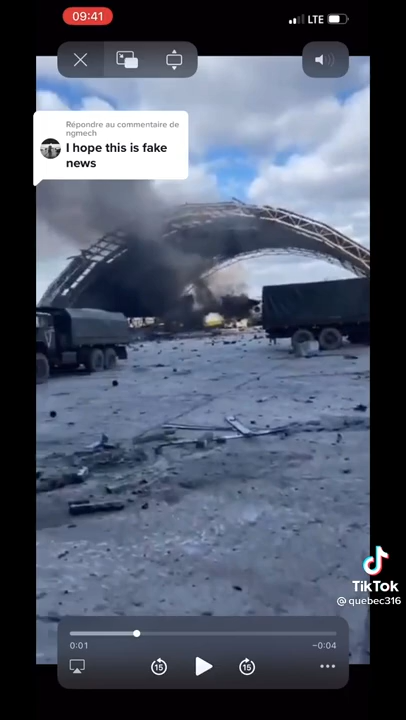 09:41
LTE
Répondre au commentaire de
ngmech
I hope this is fake
news
V
TikTok
@quebec316
0:01
-0:04
15
15